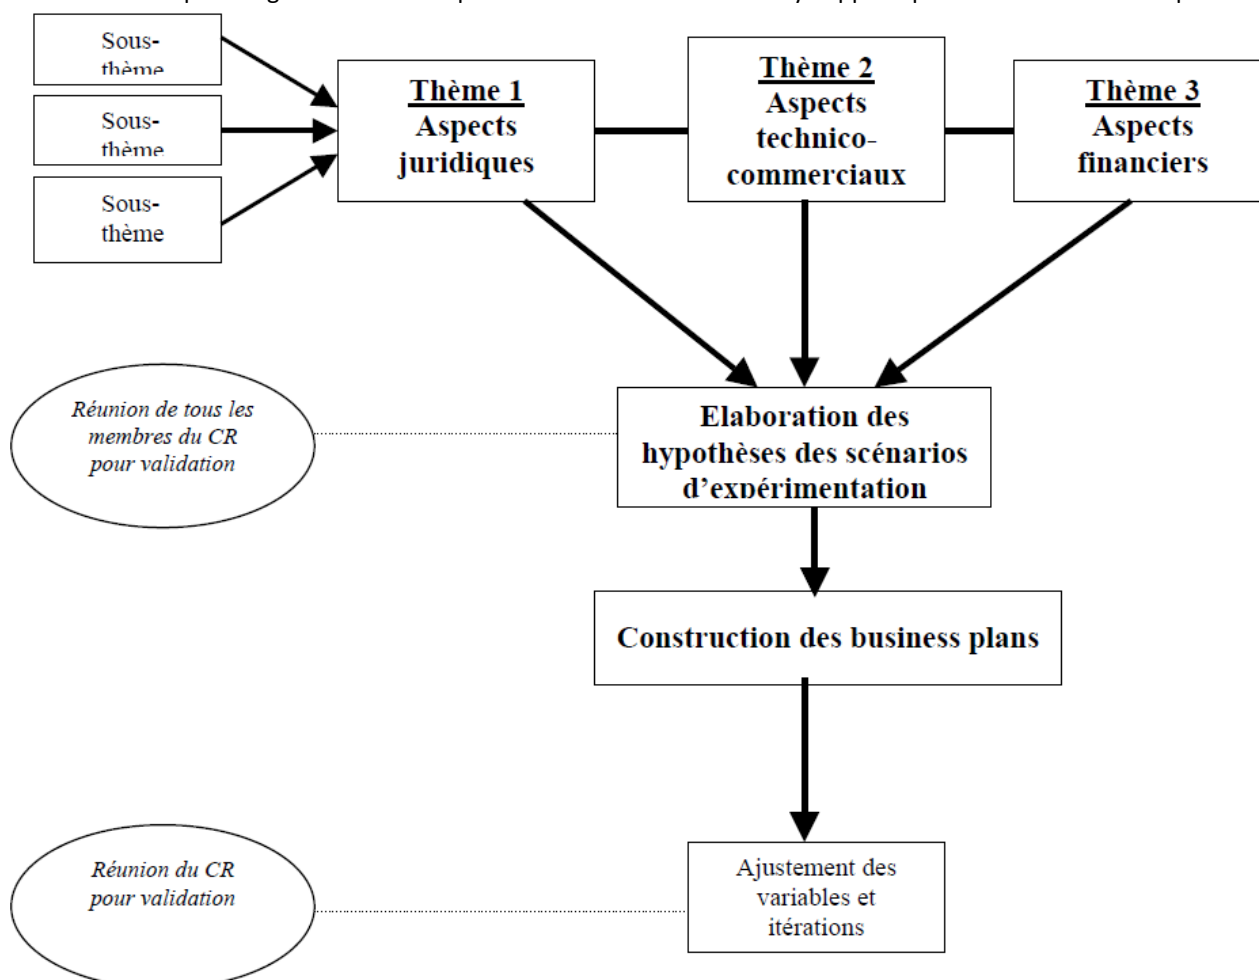 Sous-
thème
Sous-
thème
Sous-
thème
Thème 1
Aspects
juridiques
Thème 2
Aspects
technico-
commerciaux
Thème 3
Aspects
financiers
Réunion de tous les
membres du CR
pour validation
Elaboration des
hypothèses des scénarios
d'expérimentation
Construction des business plans
Réunion du CR
pour validation
Ajustement des
variables et
itérations